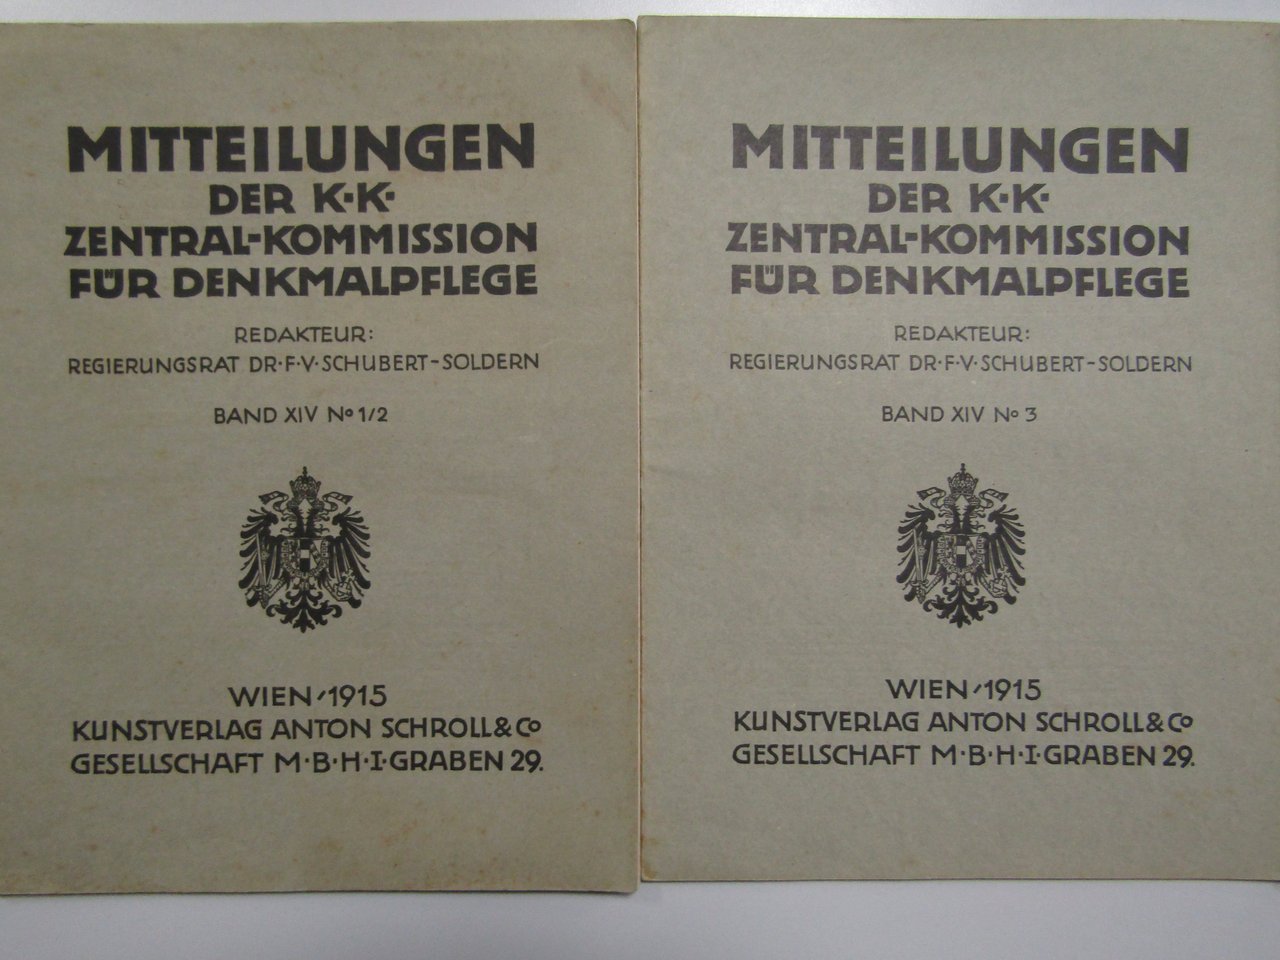 MITTEILUNGEN
DER K·K·
ZENTRAL-KOMMISSION
FÜR DENKMALPFLEGE
REDAKTEUR:
REGIERUNGSRAT DR·F·V·SCHUBERT-SOLDERN
BAND XIV No 1/2
WIEN/1915
KUNSTVERLAG ANTON SCHROLL & Co
GESELLSCHAFT M·B·H·I·GRABEN 29.
MITTEILUNGEN
DER K·K·
ZENTRAL-KOMMISSION
FÜR DENKMALPFLEGE
REDAKTEUR:
REGIERUNGSRAT DR·F·V·SCHUBERT-SOLDERN
BAND XIV No 3
WIEN/1915
KUNSTVERLAG ANTON SCHROLL & Co
GESELLSCHAFT M·B·H·I·GRABEN 29.